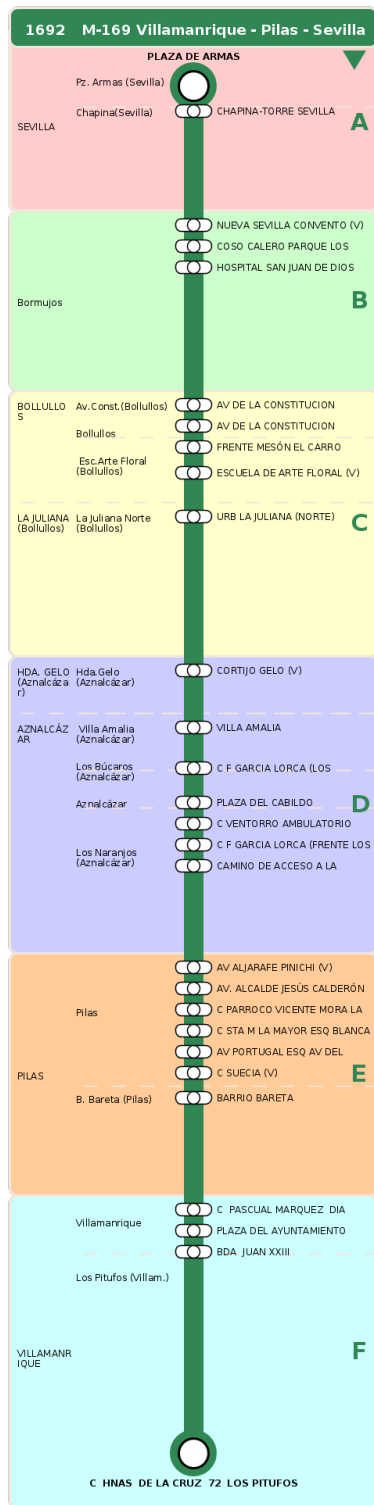 1692 M-169 Villamanrique - Pilas - Sevilla
PLAZA DE ARMAS
Pz. Armas (Sevilla)
Chapina(Sevilla)
CHAPINA-TORRE SEVILLA
A
SEVILLA
NUEVA SEVILLA CONVENTO (V)
COSO CALERO PARQUE LOS
HOSPITAL SAN JUAN DE DIOS
Bormujos
B
BOLLULLO
S
Av.Const.(Bollullos)
AV DE LA CONSTITUCION
AV DE LA CONSTITUCION
Bollullos
FRENTE MESÓN EL CARRO
Esc.Arte Floral
(Bollullos)
ESCUELA DE ARTE FLORAL (V)
LA JULIANA
(Bollullos)
La Juliana Norte
(Bollullos)
URB LA JULIANA (NORTE)
C
HDA. GELO
(Aznalcáza
r)
Hda.Gelo
(Aznalcázar)
CORTIJO GELO (V)
AZNALCÁZ
AR
Villa Amalia
(Aznalcázar)
VILLA AMALIA
Los Búcaros
(Aznalcázar)
C F GARCIA LORCA (LOS
Aznalcázar
PLAZA DEL CABILDO
D
C VENTORRO AMBULATORIO
C F GARCIA LORCA (FRENTE LOS
Los Naranjos
(Aznalcázar)
CAMINO DE ACCESO A LA
AV ALJARAFE PINICHI (V)
AV. ALCALDE JESÚS CALDERÓN
Pilas
C PARROCO VICENTE MORA LA
C STA M LA MAYOR ESQ BLANCA
AV PORTUGAL ESQ AV DEL
C SUECIA (V)
E
PILAS
B. Bareta (Pilas)
BARRIO BARETA
C PASCUAL MARQUEZ DIA
Villamanrique
PLAZA DEL AYUNTAMIENTO
BDA JUAN XXIII
Los Pitufos (Villam.)
VILLAMANR
IQUE
F
C HNAS DE LA CRUZ 72 LOS PITUFOS